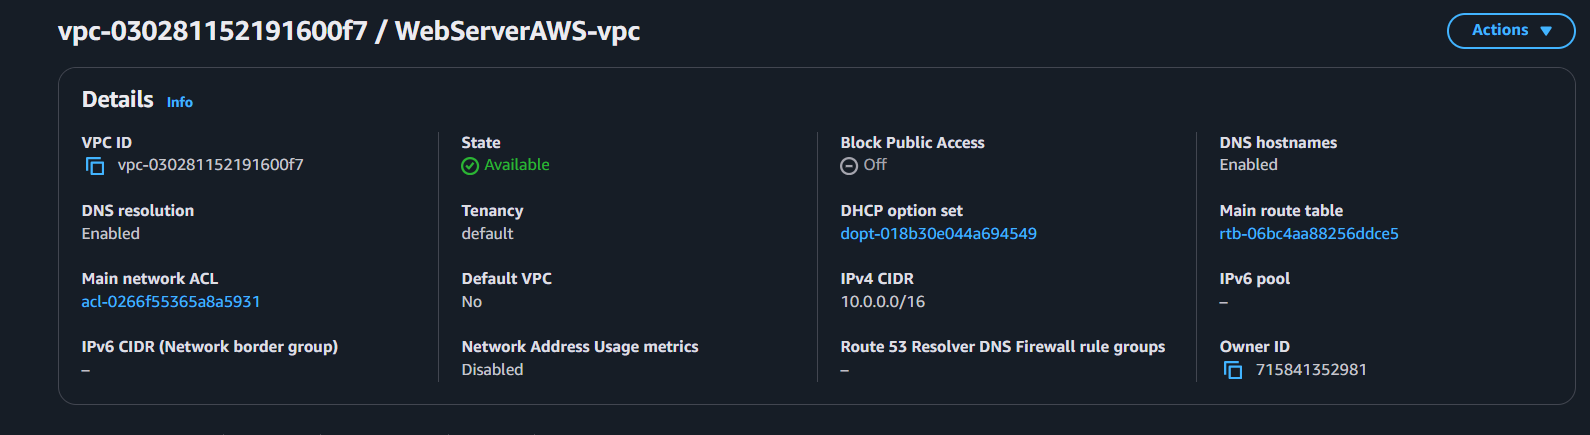 vpc-030281152191600f7 / WebServerAWS-vpc
Actions
Details Info
VPC ID
vpc-030281152191600f7
State
Available
Block Public Access
Off
DNS hostnames
Enabled
DNS resolution
Enabled
Tenancy
default
DHCP option set
dopt-018b30e044a694549
Main route table
rtb-06bc4aa88256ddce5
Main network ACL
acl-0266f55365a8a5931
Default VPC
No
IPv4 CIDR
10.0.0.0/16
IPv6 pool
–
IPv6 CIDR (Network border group)
–
Network Address Usage metrics
Disabled
Route 53 Resolver DNS Firewall rule groups
–
Owner ID
715841352981